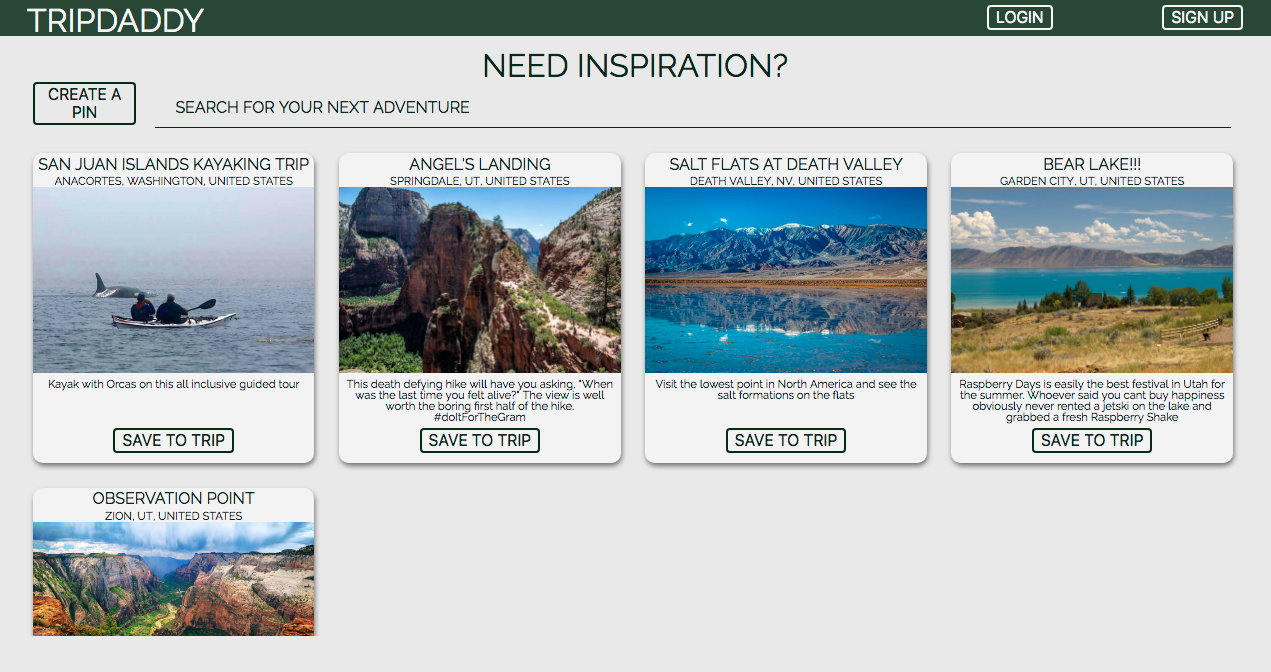 TRIPDADDY
LOGIN
SIGN UP
NEED INSPIRATION?
CREATE A
PIN
SEARCH FOR YOUR NEXT ADVENTURE
SAN JUAN ISLANDS KAYAKING TRIP
ANACORTES, WASHINGTON, UNITED STATES
Kayak with Orcas on this all inclusive guided tour
SAVE TO TRIP
ANGEL'S LANDING
SPRINGDALE, UT, UNITED STATES
This death defying hike will have you asking, "When
was the last time you felt alive?" The view is well
worth the boring first half of the hike.
#doItForTheGram
SAVE TO TRIP
SALT FLATS AT DEATH VALLEY
DEATH VALLEY, NV, UNITED STATES
Visit the lowest point in North America and see the
salt formations on the flats
SAVE TO TRIP
BEAR LAKE!!!
GARDEN CITY, UT, UNITED STATES
Raspberry Days is easily the best festival in Utah for
the summer. Whoever said you cant buy happiness
obviously never rented a jetski on the lake and
grabbed a fresh Raspberry Shake
SAVE TO TRIP
OBSERVATION POINT
ZION, UT, UNITED STATES